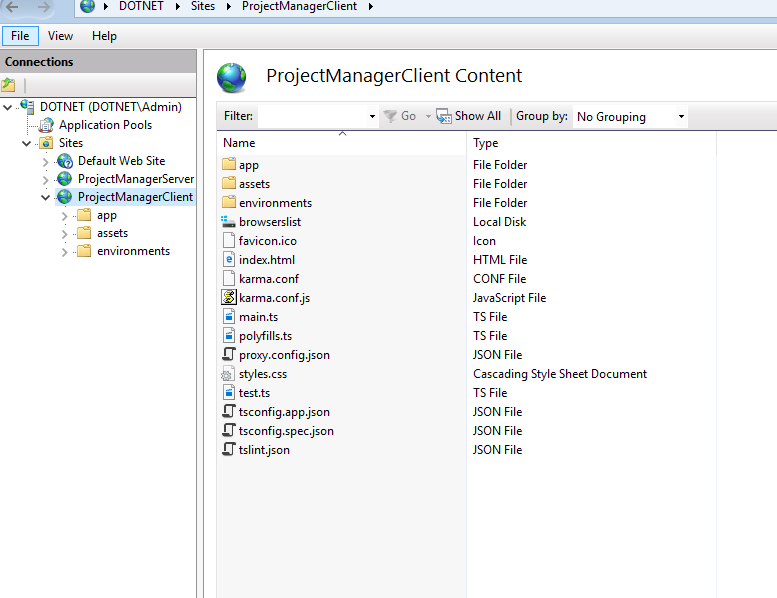 DOTNET Sites ProjectManagerClient
File View Help
Connections
DOTNET (DOTNET\Admin)
Application Pools
Sites
Default Web Site
ProjectManagerServer
ProjectManagerClient
app
assets
environments
ProjectManagerClient Content
Filter: Go Show All Group by: No Grouping
Name Type
app File Folder
assets File Folder
environments File Folder
browserslist Local Disk
favicon.ico Icon
index.html HTML File
karma.conf CONF File
karma.conf.js JavaScript File
main.ts TS File
polyfills.ts TS File
proxy.config.json JSON File
styles.css Cascading Style Sheet Document
test.ts TS File
tsconfig.app.json JSON File
tsconfig.spec.json JSON File
tslint.json JSON File